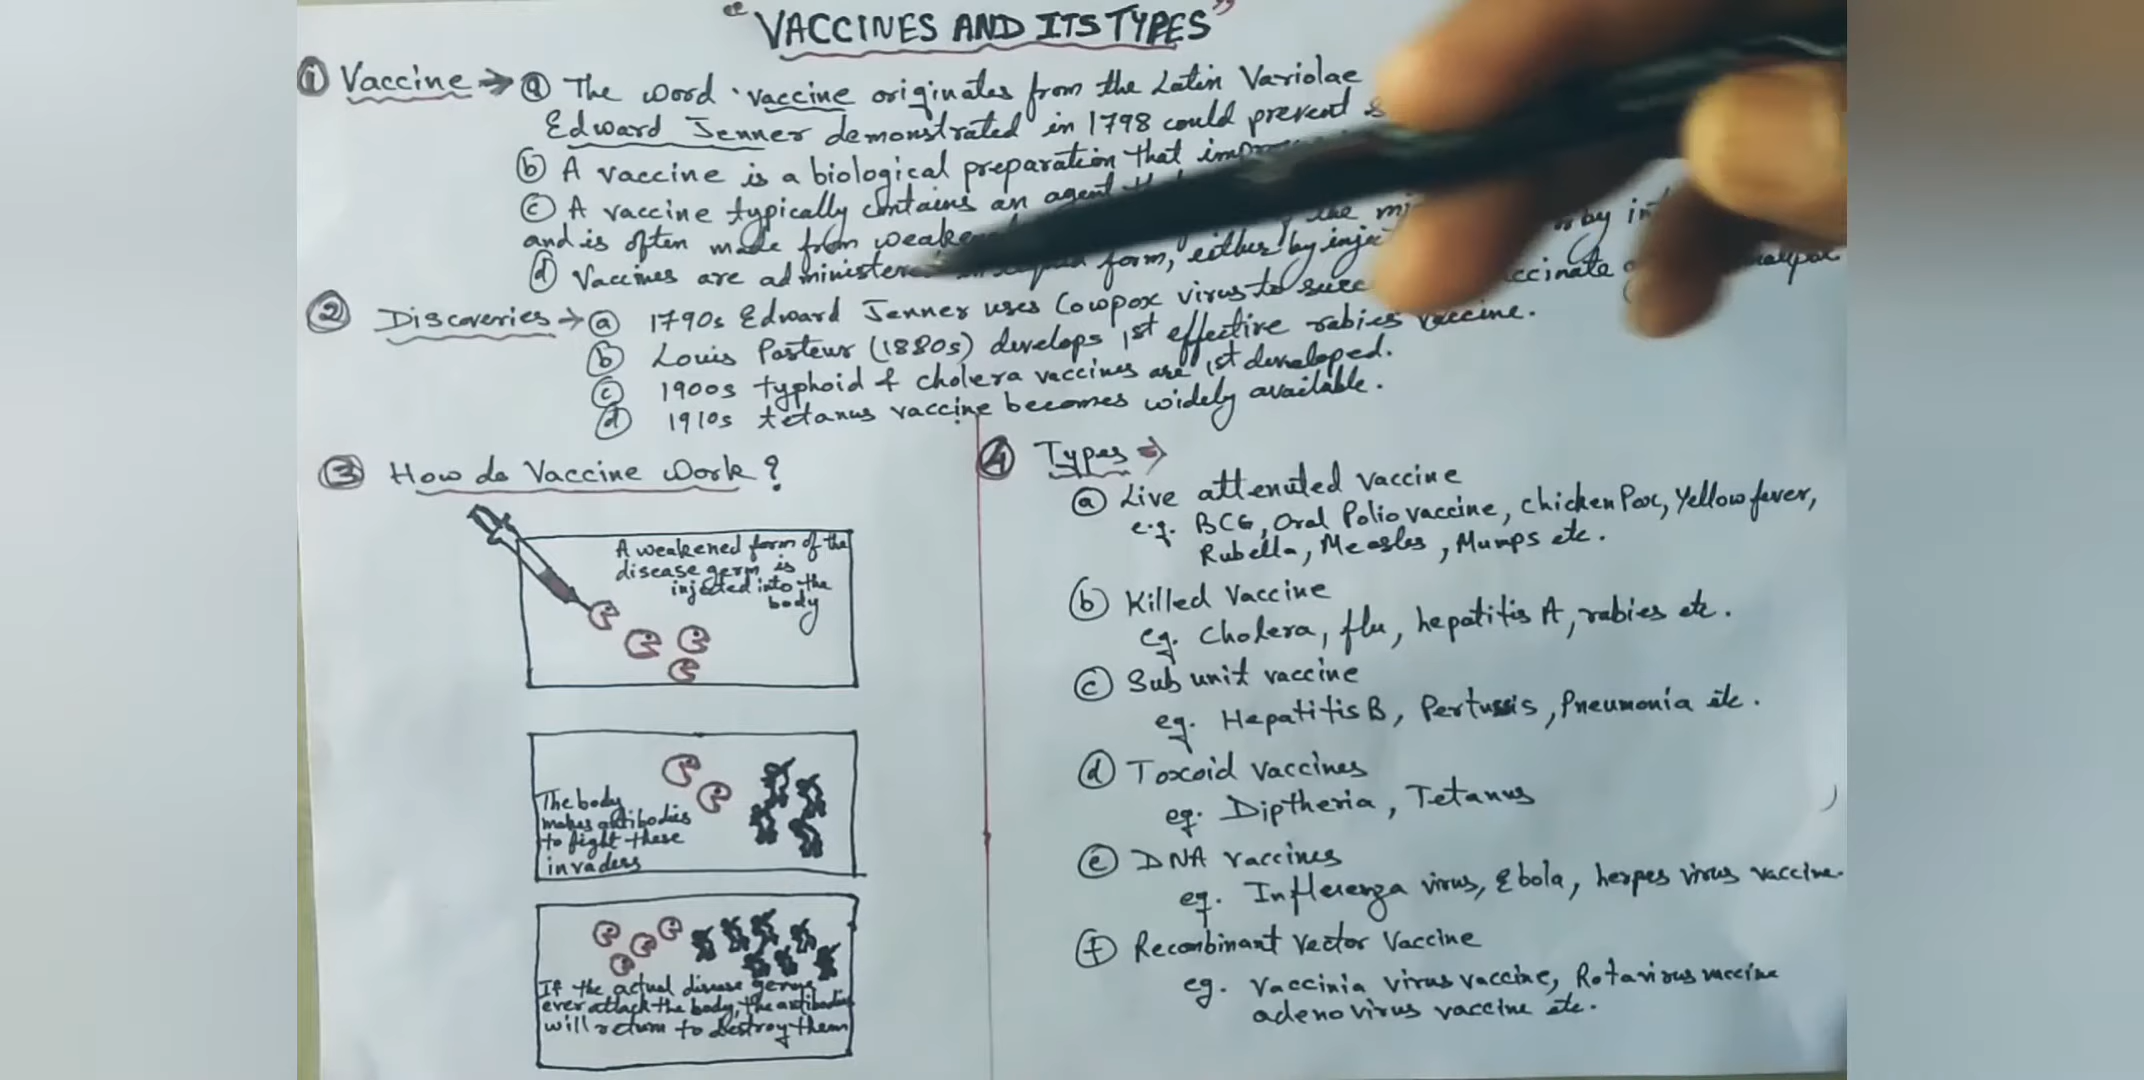 "VACCINES AND ITS TYPES"
① Vaccine → ⓐ The word 'vaccine originates from the Latin Variolae
Edward Jenner demonstrated in 1798 could prevent
ⓑ A vaccine is a biological preparation that
ⓒ A vaccine typically contains an agent
and is often made from the
ⓓ Vaccines are form, either by
② Discoveries → ⓐ 1790s Edward Jenner uses Cowpox virus to
ⓑ Louis Pasteur (1880s) develops 1st effective rabies vaccine.
ⓒ 1900s typhoid & cholera vaccines are 1st developed.
ⓓ 1910s tetanus vaccine becomes widely available.
③ How do Vaccine Work?
A weakened form of the
disease germ is
injected into the
body
The body
makes antibodies
to fight these
invaders
If the actual disease germs
ever attack the body, the antibodies
will return to destroy them
④ Types ⇒
ⓐ Live attenuted vaccine
e.g. BCG, Oral Polio vaccine, chicken Pox, Yellow fever,
Rubella, Measles, Mumps etc.
ⓑ Killed Vaccine
eg. Cholera, flu, hepatitis A, rabies etc.
ⓒ Sub unit vaccine
eg. Hepatitis B, Pertussis, Pneumonia etc.
ⓓ Toxoid vaccines
eg. Diptheria, Tetanus
ⓔ DNA vaccines
eg. virus, Ebola, herpes virus vaccine.
ⓕ Recombinant Vector Vaccine
eg. Vaccinia virus vaccine, Rotavirus vaccine
adenovirus vaccine etc.